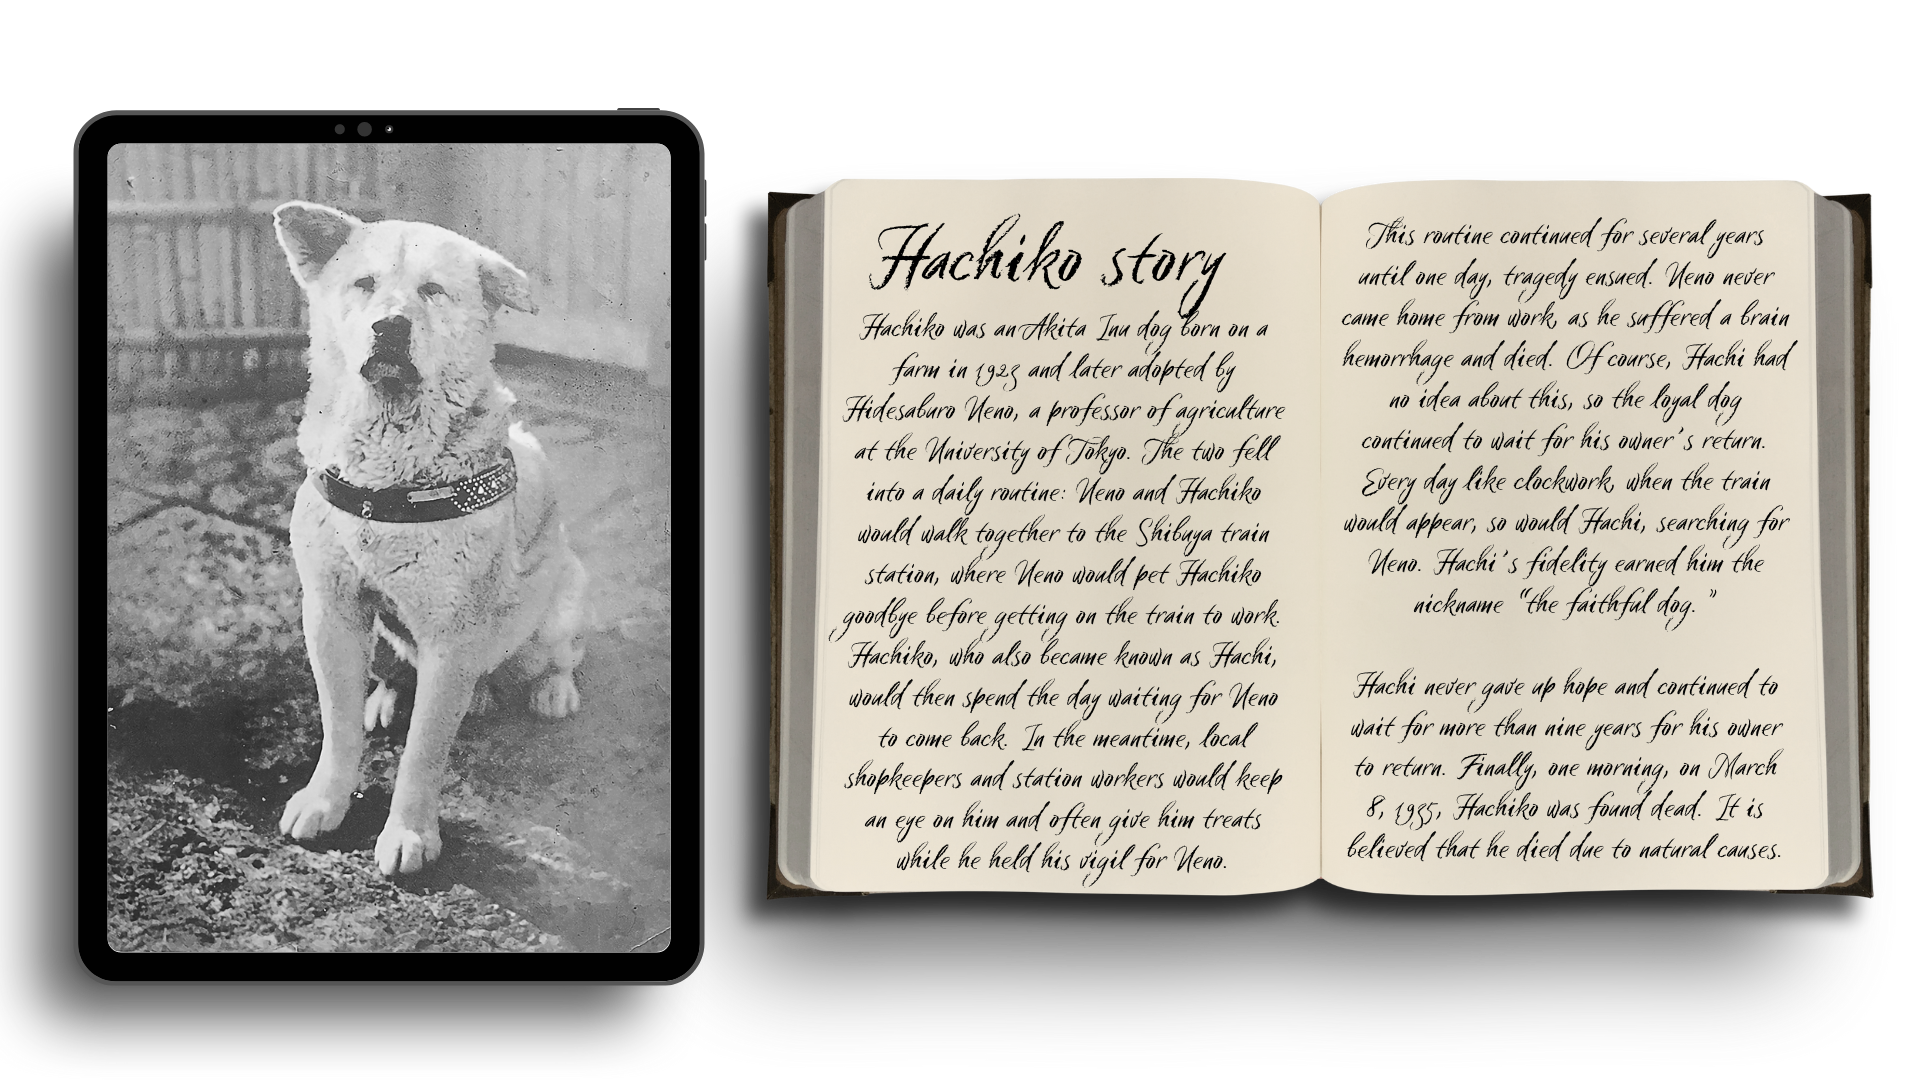 Hachiko story
Hachiko was an Akita Inu dog born on a
farm in 1923 and later adopted by
Hidesaburo Ueno, a professor of agriculture
at the University of Tokyo. The two fell
into a daily routine: Ueno and Hachiko
would walk together to the Shibuya train
station, where Ueno would pet Hachiko
goodbye before getting on the train to work.
Hachiko, who also became known as Hachi,
would then spend the day waiting for Ueno
to come back. In the meantime, local
shopkeepers and station workers would keep
an eye on him and often give him treats
while he held his vigil for Ueno.
This routine continued for several years
until one day, tragedy ensued. Ueno never
came home from work, as he suffered a brain
hemorrhage and died. Of course, Hachi had
no idea about this, so the loyal dog
continued to wait for his owner's return.
Every day like clockwork, when the train
would appear, so would Hachi, searching for
Ueno. Hachi's fidelity earned him the
nickname "the faithful dog."
Hachi never gave up hope and continued to
wait for more than nine years for his owner
to return. Finally, one morning, on March
8, 1935, Hachiko was found dead. It is
believed that he died due to natural causes.